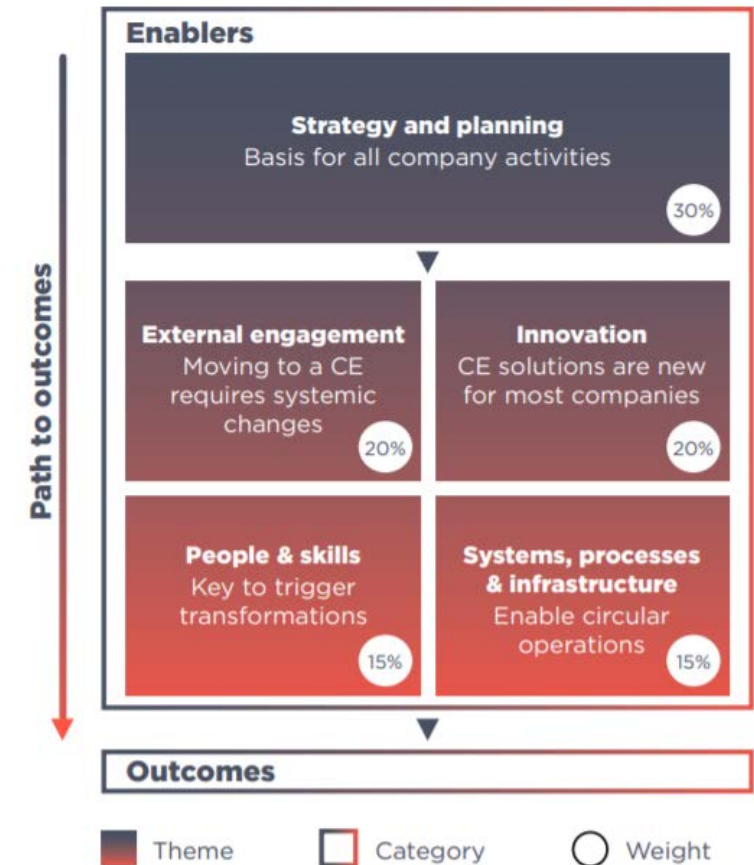 Enablers
Strategy and planning
Basis for all company activities
30%
External engagement
Moving to a CE
requires systemic
changes
20%
Innovation
CE solutions are new
for most companies
20%
People & skills
Key to trigger
transformations
15%
Systems, processes
& infrastructure
Enable circular
operations
15%
Path to outcomes
Outcomes
Theme
Category
Weight